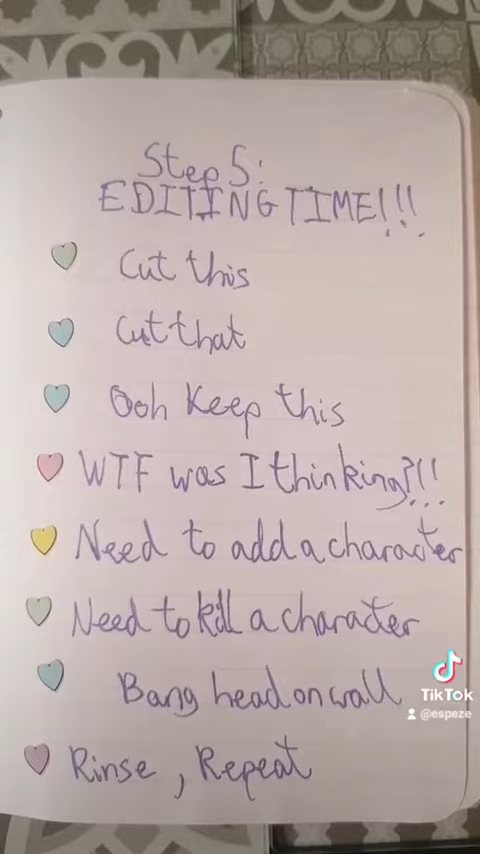 Step 5:
EDITING TIME!!!
Cut this
Cut that
Ooh Keep this
WTF was I thinking?!!
Need to add a character
Need to kill a character
Bang head on wall
Rinse, Repeat
TikTok
@espeze